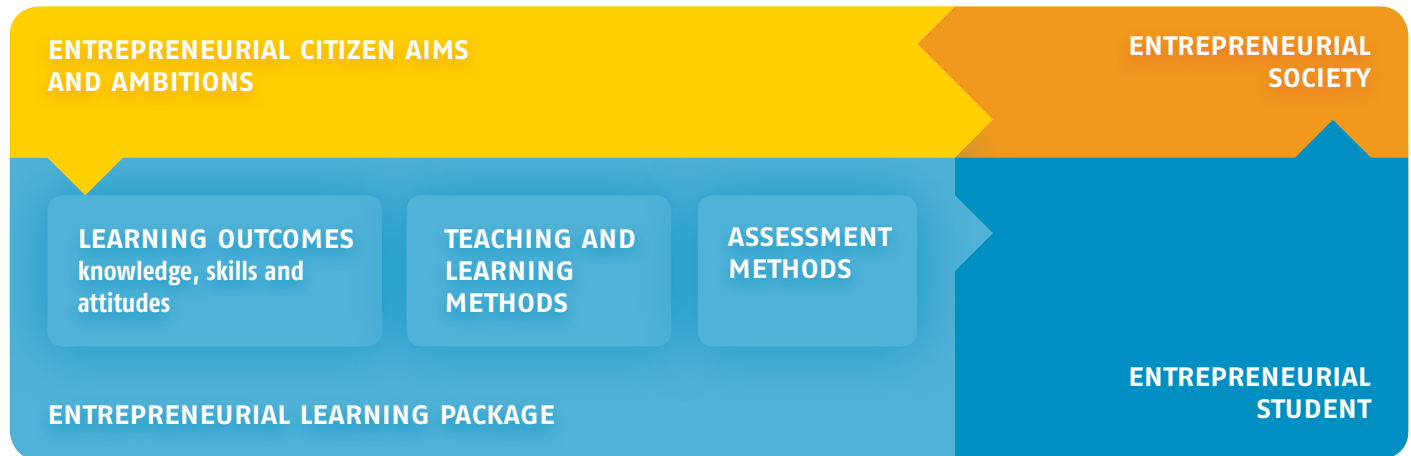 ENTREPRENEURIAL CITIZEN AIMS
AND AMBITIONS
ENTREPRENEURIAL
SOCIETY
LEARNING OUTCOMES
knowledge, skills and
attitudes
TEACHING AND
LEARNING
METHODS
ASSESSMENT
METHODS
ENTREPRENEURIAL LEARNING PACKAGE
ENTREPRENEURIAL
STUDENT